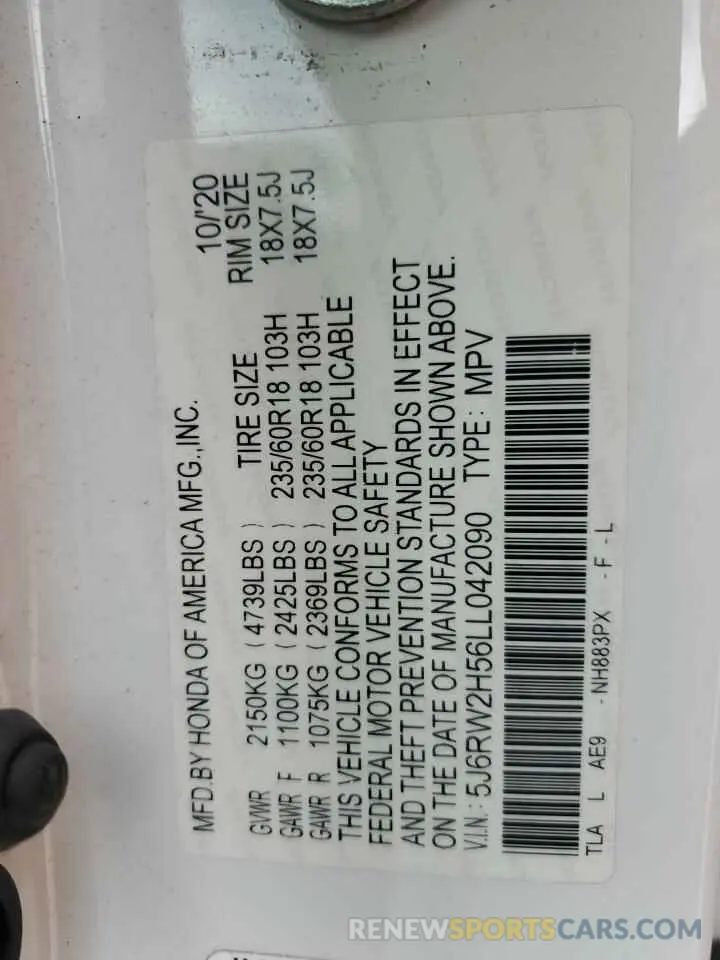 MFD.BY HONDA OF AMERICA MFG.,INC. 10/'20
TIRE SIZE RIM SIZE
GVWR 2150KG ( 4739LBS )
GAWR F 1100KG ( 2425LBS ) 235/60R18 103H 18X7.5J
GAWR R 1075KG ( 2369LBS ) 235/60R18 103H 18X7.5J
THIS VEHICLE CONFORMS TO ALL APPLICABLE
FEDERAL MOTOR VEHICLE SAFETY
AND THEFT PREVENTION STANDARDS IN EFFECT
ON THE DATE OF MANUFACTURE SHOWN ABOVE.
V.I.N.: 5J6RW2H56LL042090 TYPE: MPV
TLA L AE9 -NH883PX -F-L
RENEWSPORTSCARS.COM